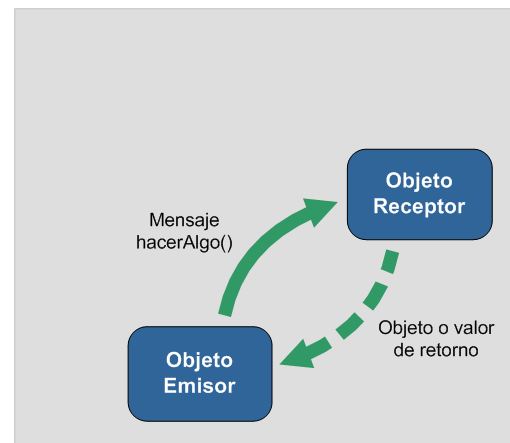 Objeto
Receptor
Mensaje
hacerAlgo()
Objeto o valor
de retorno
Objeto
Emisor